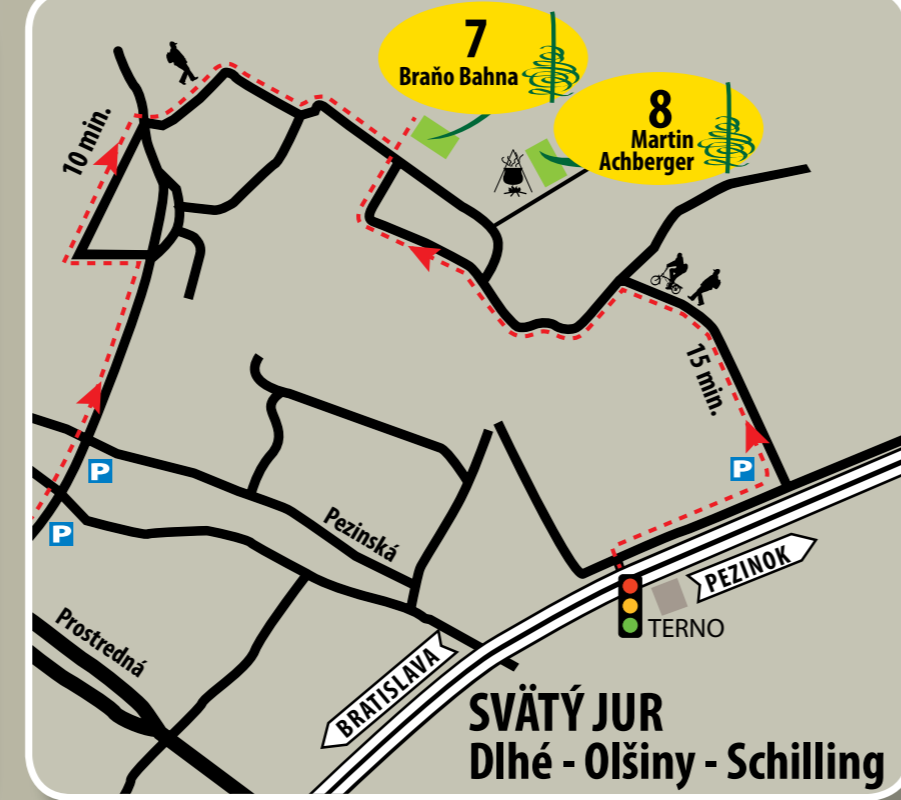 7
Braňo Bahna
8
Martin
Achberger
10 min.
15 min.
P
P
P
Pezinská
Prostredná
PEZINOK
TERNO
BRATISLAVA
SVÄTÝ JUR
Dlhé - Olšiny - Schilling